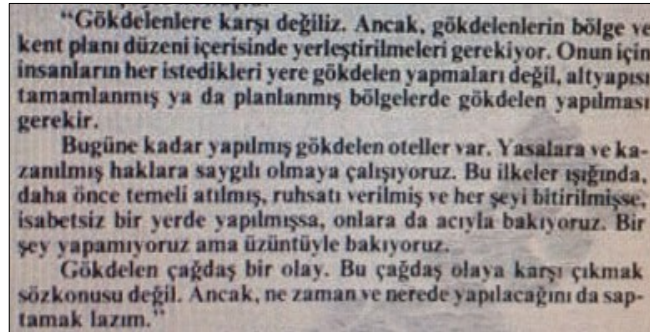 "Gökdelenlere karşı değiliz. Ancak, gökdelenlerin bölge ve
kent planı düzeni içerisinde yerleştirilmeleri gerekiyor. Onun için
insanların her istedikleri yere gökdelen yapmaları değil, altyapısı
tamamlanmış ya da planlanmış bölgelerde gökdelen yapılması
gerekir.
Bugüne kadar yapılmış gökdelen oteller var. Yasalara ve ka-
zanılmış haklara saygılı olmaya çalışıyoruz. Bu ilkeler ışığında,
daha önce temeli atılmış, ruhsatı verilmiş ve her şeyi bitirilmişse,
isabetsiz bir yerde yapılmışsa, onlara da acıyla bakıyoruz. Bir
şey yapamıyoruz ama üzüntüyle bakıyoruz.
Gökdelen çağdaş bir olay. Bu çağdaş olaya karşı çıkmak
sözkonusu değil. Ancak, ne zaman ve nerede yapılacağını da sap-
tamak lazım."